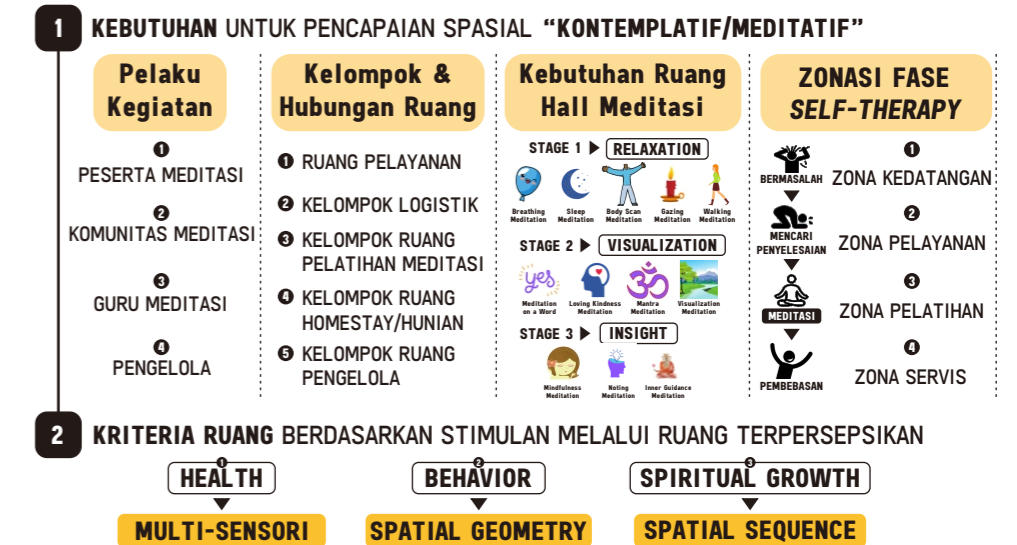 1 KEBUTUHAN UNTUK PENCAPAIAN SPASIAL “KONTEMPLATIF/MEDITATIF”
Pelaku
Kegiatan
1
PESERTA MEDITASI
2
KOMUNITAS MEDITASI
3
GURU MEDITASI
4
PENGELOLA
Kelompok &
Hubungan Ruang
1 RUANG PELAYANAN
2 KELOMPOK LOGISTIK
3 KELOMPOK RUANG
PELATIHAN MEDITASI
4 KELOMPOK RUANG
HOMESTAY/HUNIAN
5 KELOMPOK RUANG
PENGELOLA
Kebutuhan Ruang
Hall Meditasi
STAGE 1 ▶ RELAXATION
Breathing
Meditation
Sleep
Meditation
Body Scan
Meditation
Gazing
Meditation
Walking
Meditation
STAGE 2 ▶ VISUALIZATION
yes
Meditation
on a Word
Loving Kindness
Meditation
ॐ
Mantra
Meditation
Visualization
Meditation
STAGE 3 ▶ INSIGHT
Mindfulness
Meditation
Noting
Meditation
Inner Guidance
Meditation
ZONASI FASE
SELF-THERAPY
BERMASALAH
MENCARI
PENYELESAIAN
MEDITASI
PEMBEBASAN
1
ZONA KEDATANGAN
2
ZONA PELAYANAN
3
ZONA PELATIHAN
4
ZONA SERVIS
2 KRITERIA RUANG BERDASARKAN STIMULAN MELALUI RUANG TERPERSEPSIKAN
1
HEALTH
MULTI-SENSORI
2
BEHAVIOR
SPATIAL GEOMETRY
3
SPIRITUAL GROWTH
SPATIAL SEQUENCE